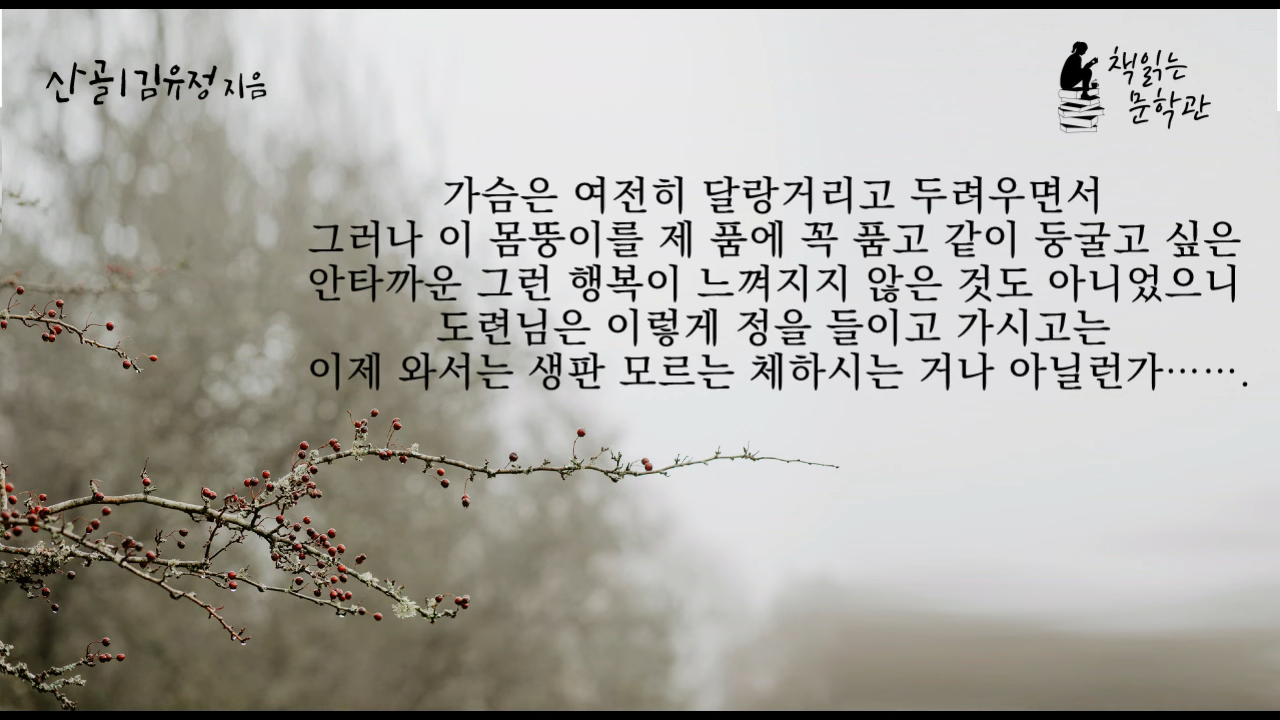 산골 | 김유정 지음
책읽는
문학관
가슴은 여전히 달랑거리고 두려우면서
그러나 이 몸뚱이를 제 품에 꼭 품고 같이 둥굴고 싶은
안타까운 그런 행복이 느껴지지 않은 것도 아니었으니
도련님은 이렇게 정을 들이고 가시고는
이제 와서는 생판 모르는 체하시는 거나 아닐런가…….